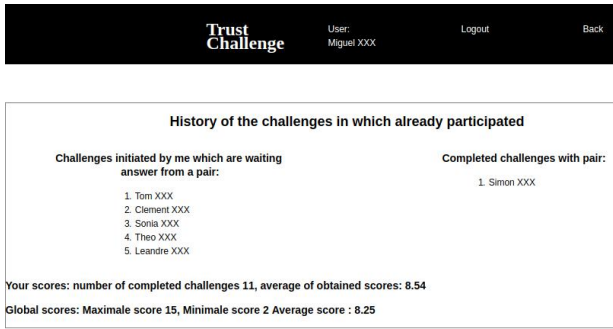 Trust
Challenge
User:
Miguel XXX
Logout
Back
History of the challenges in which already participated
Challenges initiated by me which are waiting
answer from a pair:
1. Tom XXX
2. Clement XXX
3. Sonia XXX
4. Theo XXX
5. Leandre XXX
Completed challenges with pair:
1. Simon XXX
Your scores: number of completed challenges 11, average of obtained scores: 8.54
Global scores: Maximale score 15, Minimale score 2 Average score : 8.25